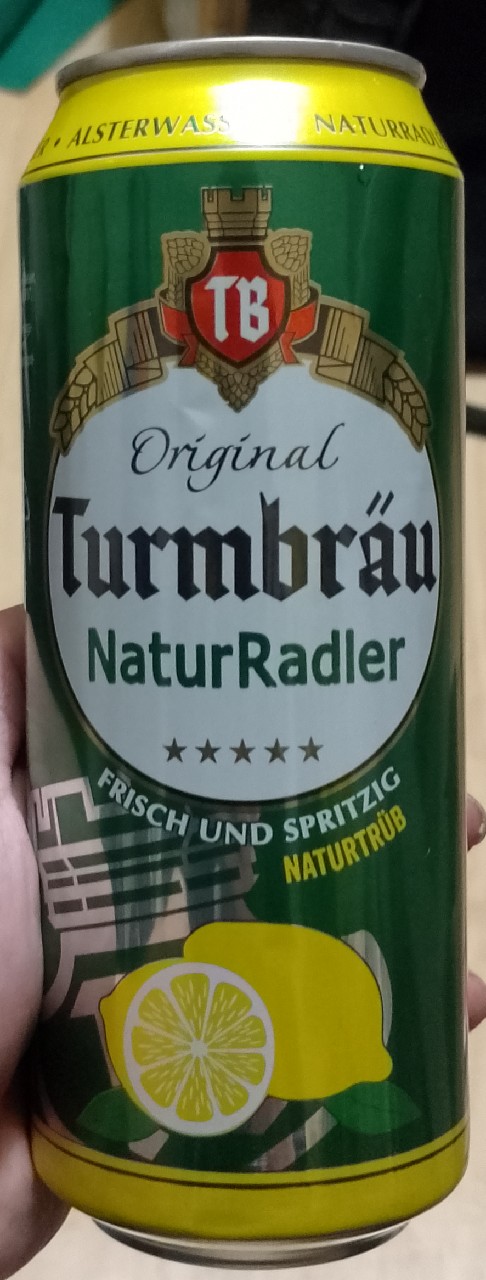 • ALSTERWASS
NATURRADL
TB
Original
Turmbräu
NaturRadler
FRISCH UND SPRITZIG
NATURTRÜB